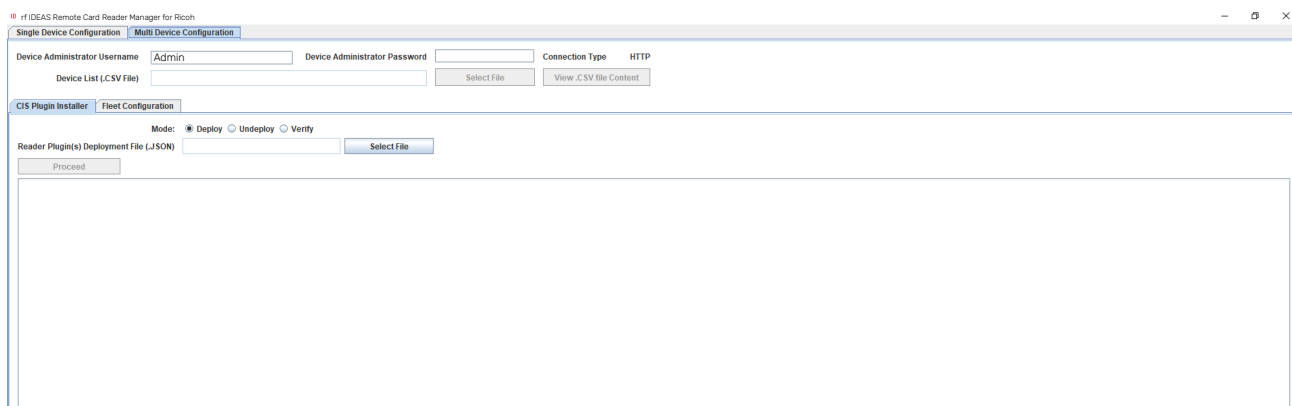 rf IDEAS Remote Card Reader Manager for Ricoh
Single Device Configuration Multi Device Configuration
Device Administrator Username Admin Device Administrator Password Connection Type HTTP
Device List (.CSV File) Select File View .CSV file Content
CIS Plugin Installer Fleet Configuration
Mode: Deploy Undeploy Verify
Reader Plugin(s) Deployment File (.JSON) Select File
Proceed